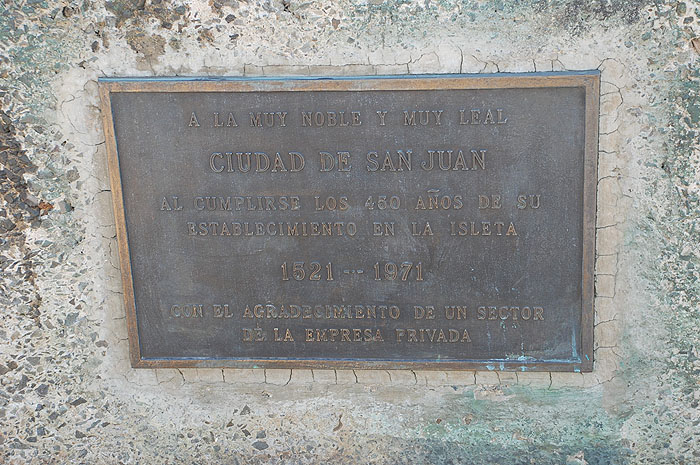 A LA MUY NOBLE Y MUY LEAL
CIUDAD DE SAN JUAN
AL CUMPLIRSE LOS 450 AÑOS DE SU
ESTABLECIMIENTO EN LA ISLETA
1521 -- 1971
CON EL AGRADECIMIENTO DE UN SECTOR
DE LA EMPRESA PRIVADA